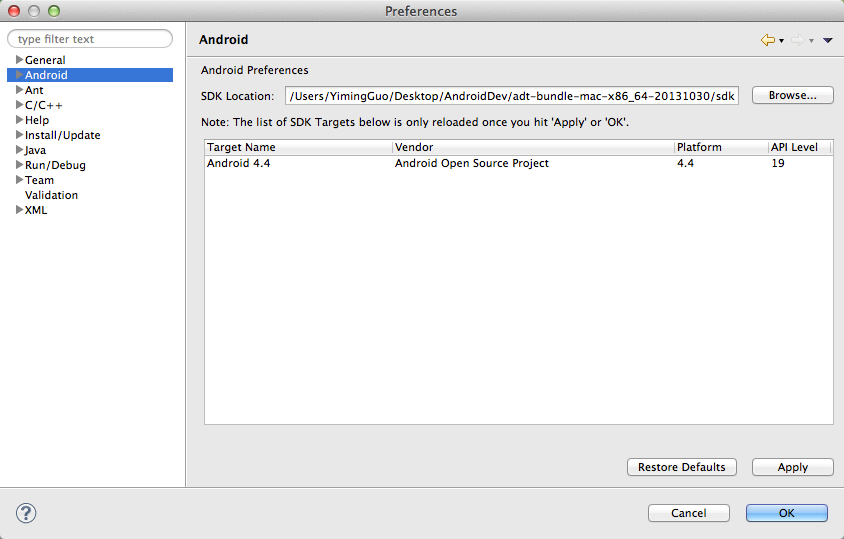 Preferences
type filter text
General
Android
Ant
C/C++
Help
Install/Update
Java
Run/Debug
Team
Validation
XML
Android
Android Preferences
SDK Location: /Users/YimingGuo/Desktop/AndroidDev/adt-bundle-mac-x86_64-20131030/sdk Browse...
Note: The list of SDK Targets below is only reloaded once you hit 'Apply' or 'OK'.
Target Name Vendor Platform API Level
Android 4.4 Android Open Source Project 4.4 19
Restore Defaults Apply
? Cancel OK